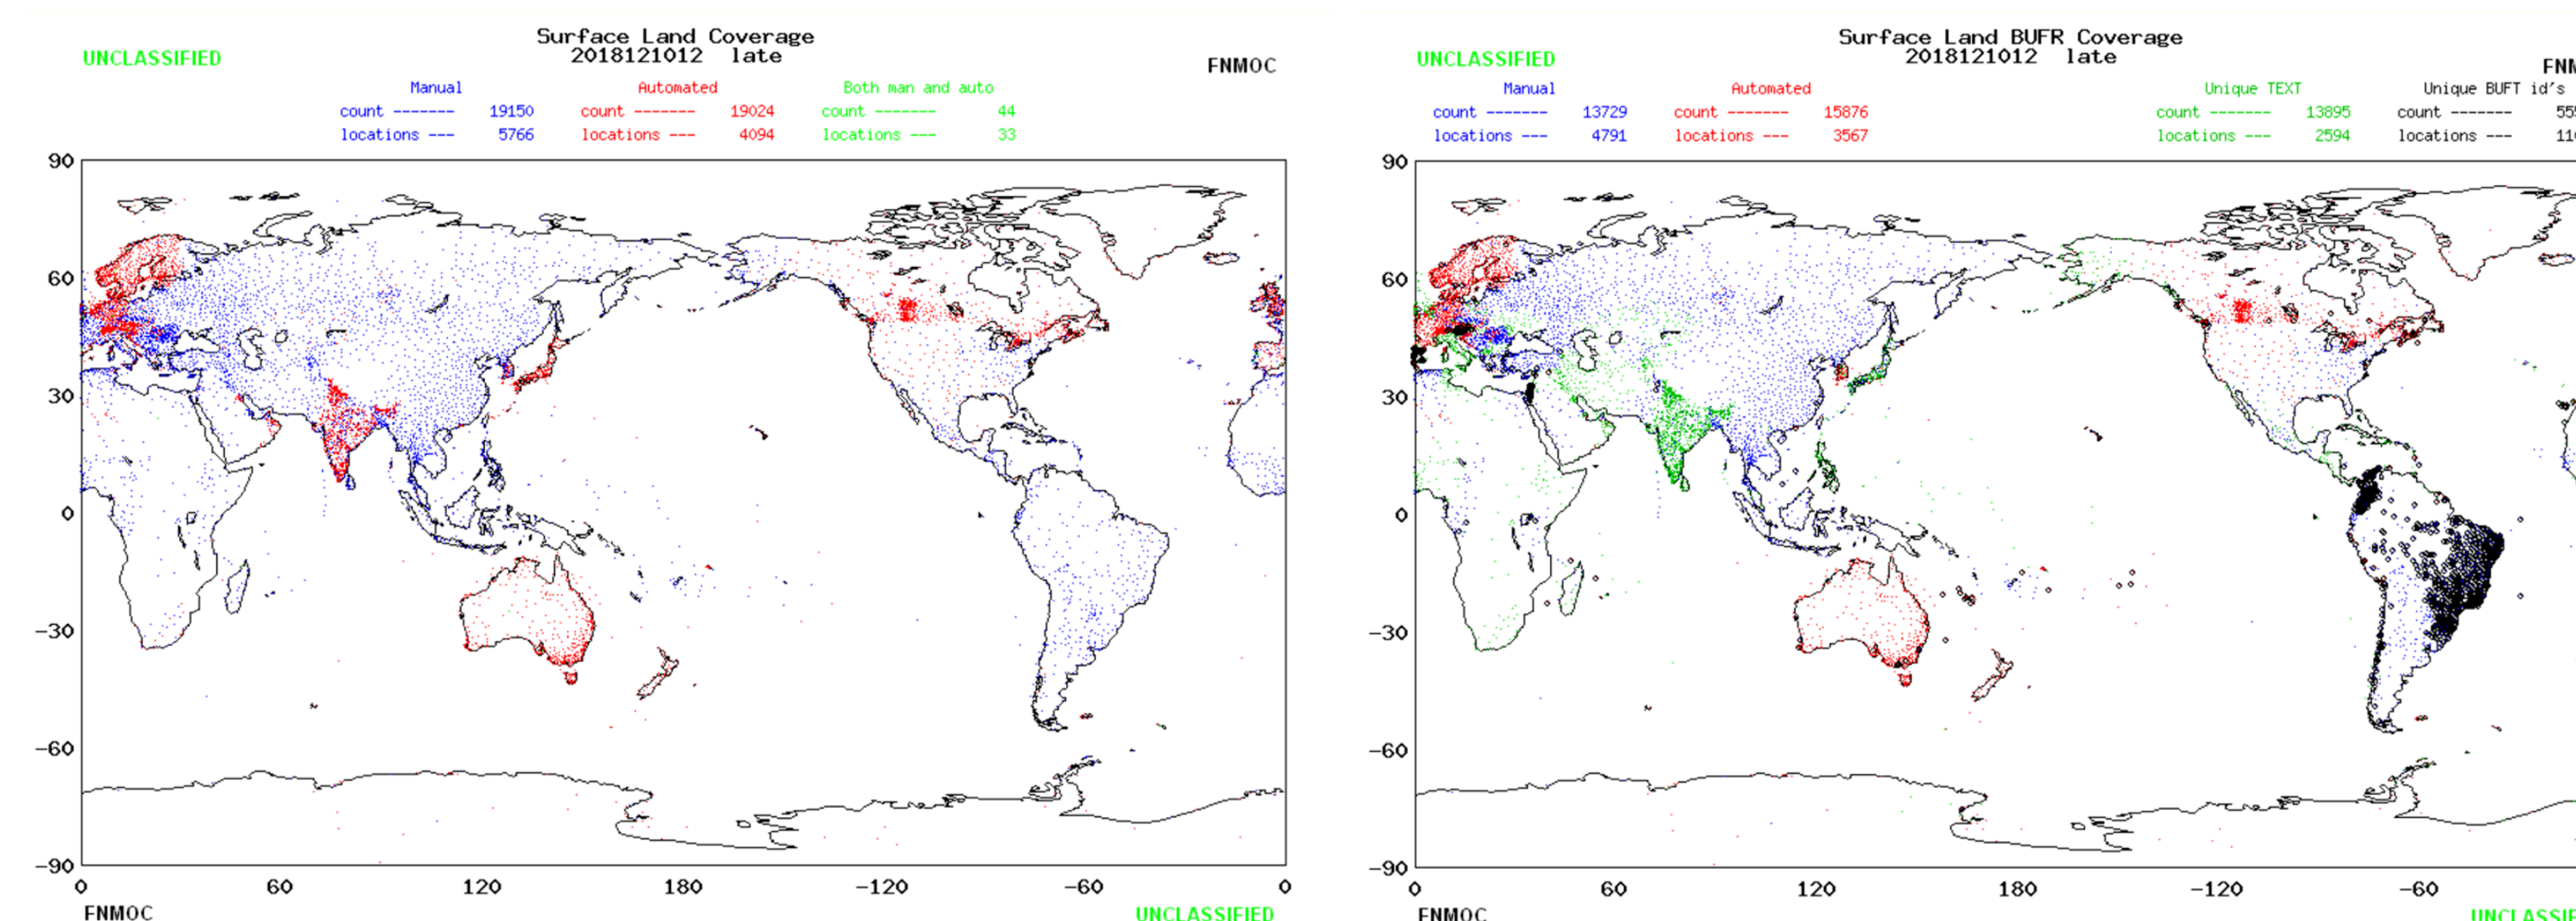 Surface Land Coverage
2018121012 late
UNCLASSIFIED
FNMOC
Manual Automated Both man and auto
count ------- 19150 count ------- 19024 count ------- 44
locations --- 5766 locations --- 4094 locations --- 33
90
60
30
0
-30
-60
-90
0 60 120 180 -120 -60 0
FNMOC
UNCLASSIFIED
Surface Land BUFR Coverage
2018121012 late
UNCLASSIFIED
Manual Automated Unique TEXT Unique BUFT id's
count ------- 13729 count ------- 15876 count ------- 13895 count -------
locations --- 4791 locations --- 3567 locations --- 2594 locations ---
90
60
30
0
-30
-60
-90
0 60 120 180 -120 -60
FNMOC